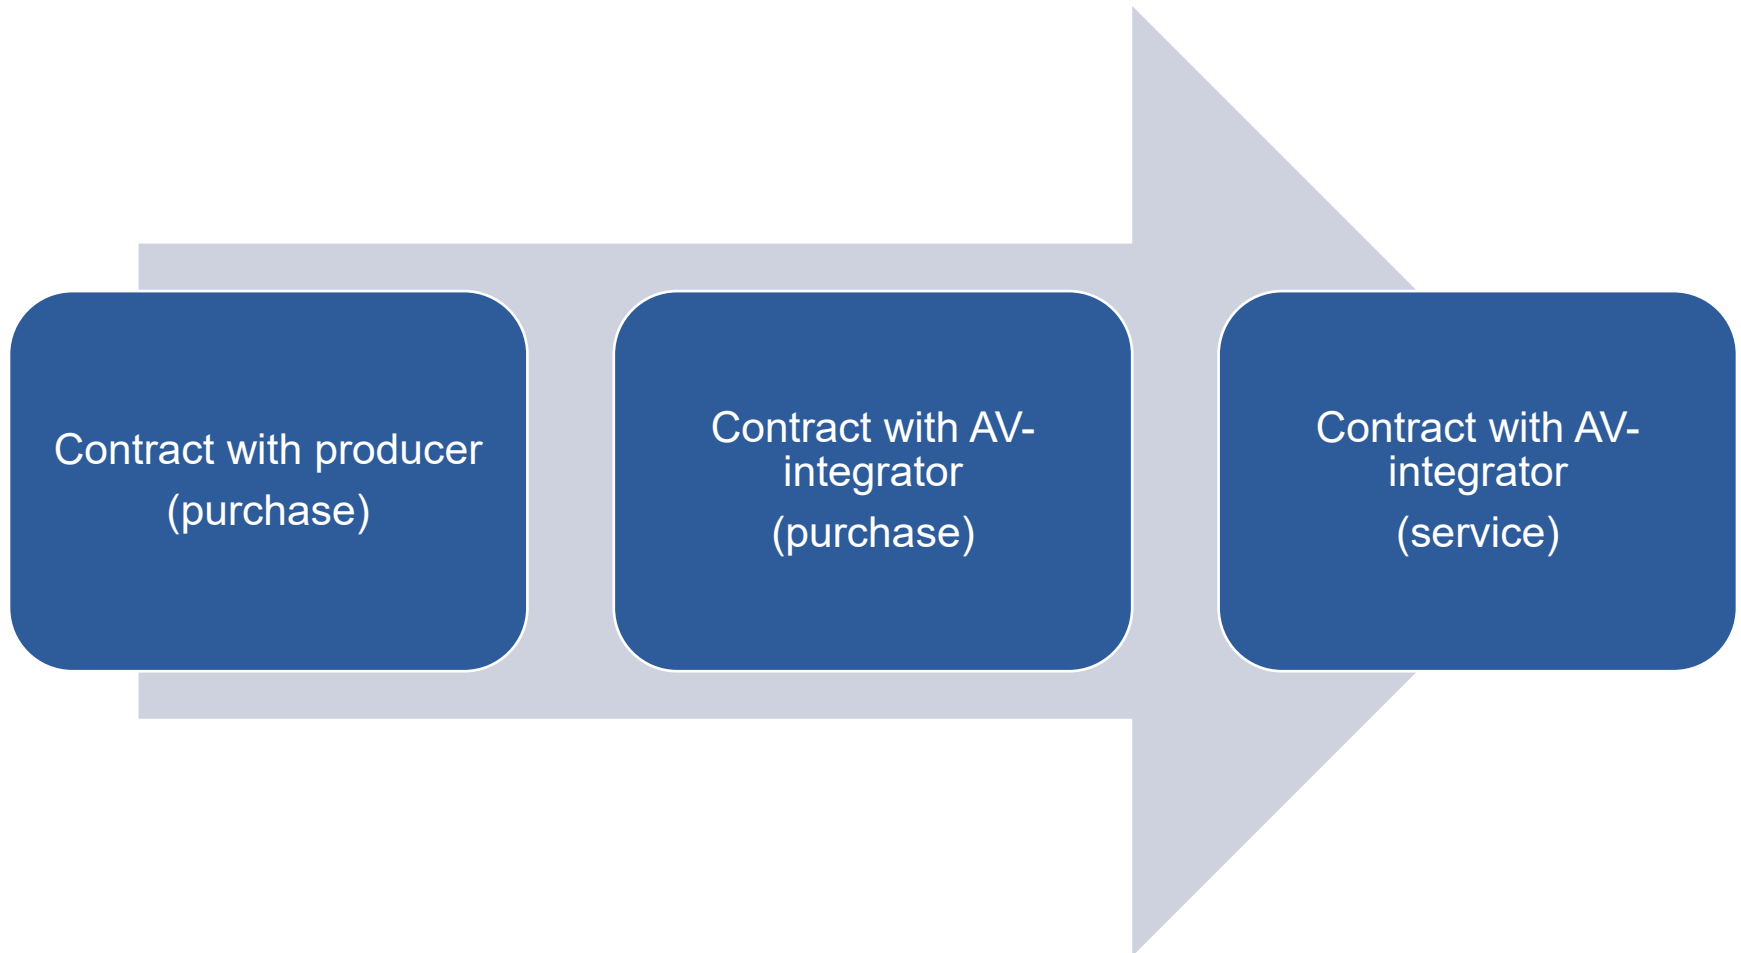 Contract with producer
(purchase)
Contract with AV-
integrator
(purchase)
Contract with AV-
integrator
(service)